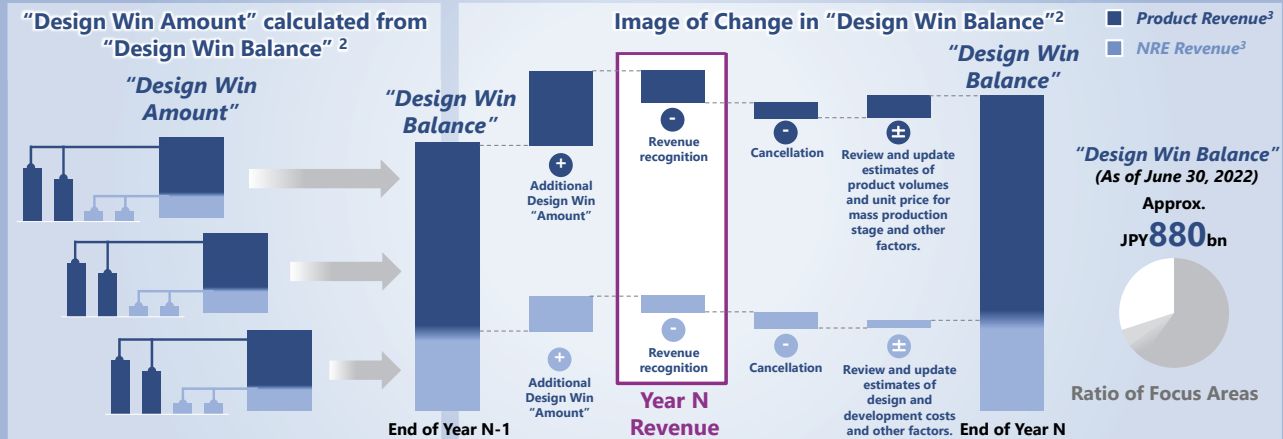 “Design Win Amount” calculated from
“Design Win Balance” 2
“Design Win
Amount”
“Design Win
Balance”
End of Year N-1
Image of Change in “Design Win Balance”2
Product Revenue3
NRE Revenue3
+
Additional
Design Win
“Amount”
-
Revenue
recognition
-
Cancellation
±
Review and update
estimates of
product volumes
and unit price for
mass production
stage and other
factors.
+
Additional
Design Win
“Amount”
-
Revenue
recognition
-
Cancellation
±
Review and update
estimates of
design and
development costs
and other factors.
Year N
Revenue
“Design Win
Balance”
End of Year N
“Design Win Balance”
(As of June 30, 2022)
Approx.
JPY880bn
Ratio of Focus Areas